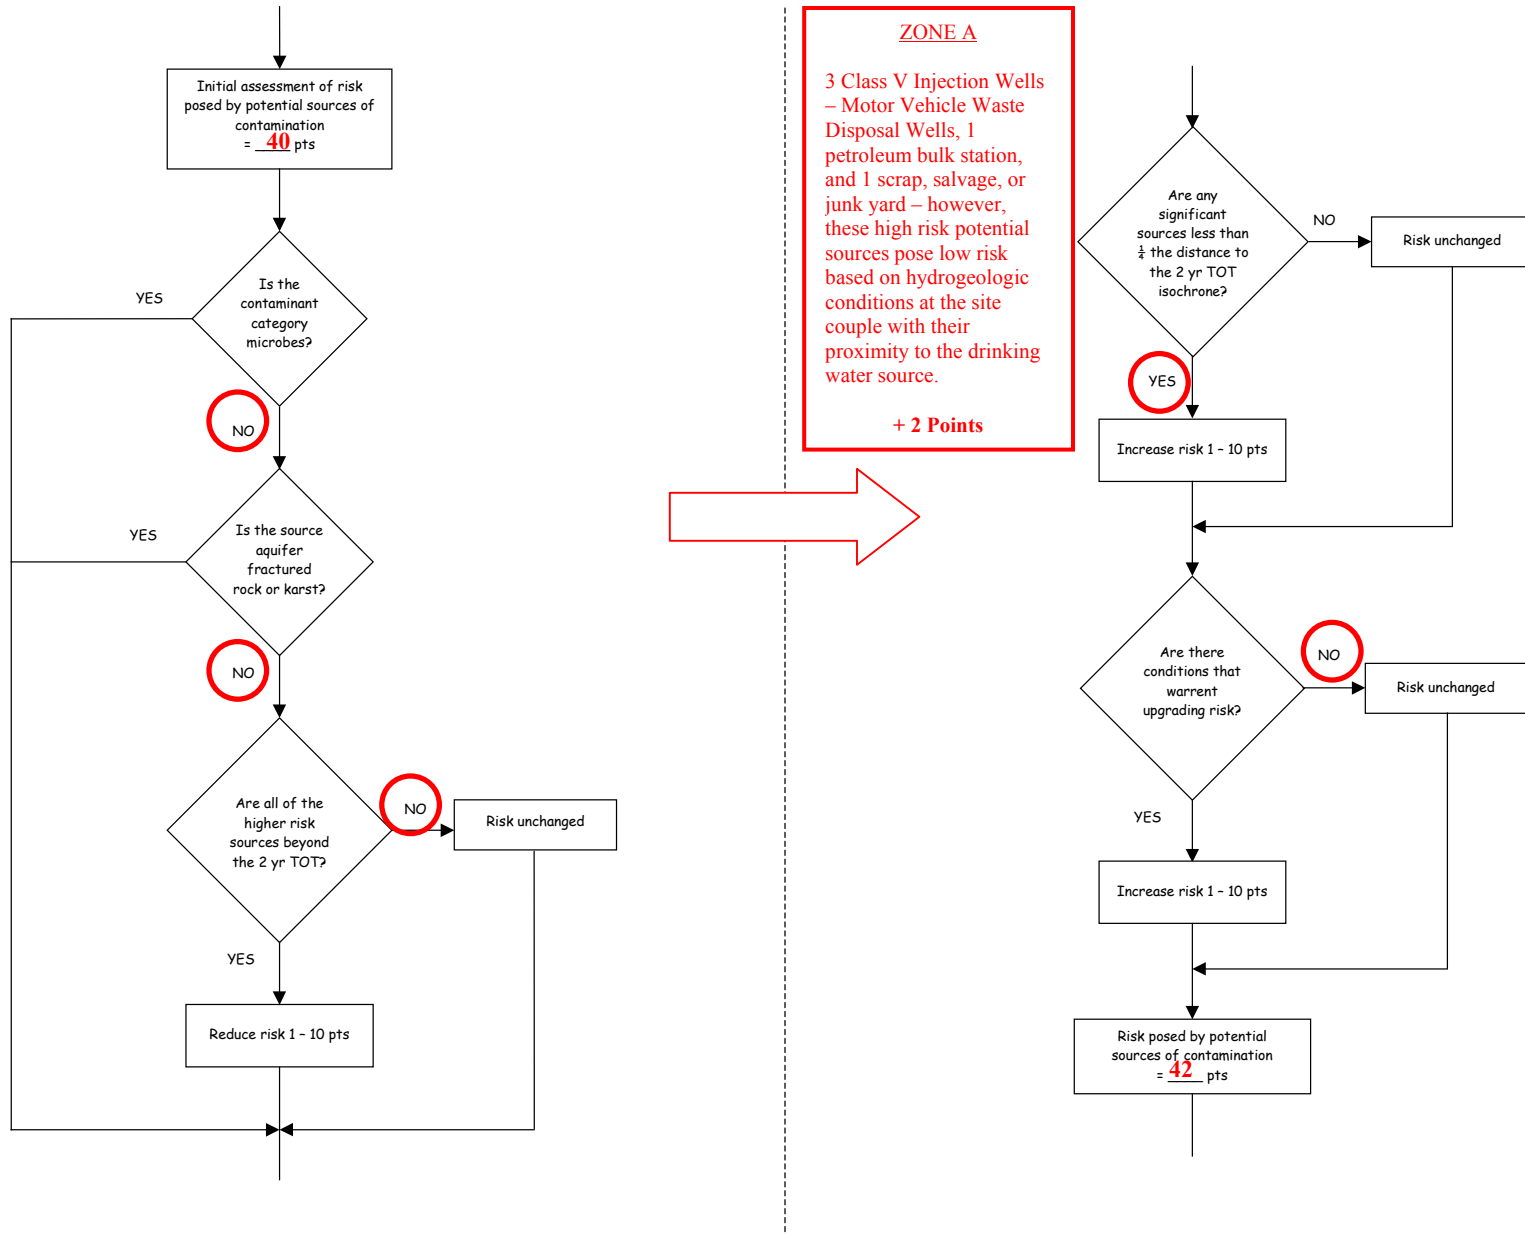 Initial assessment of risk
posed by potential sources of
contamination
= 40 pts
Is the
contaminant
category
microbes?
YES
NO
Is the source
aquifer
fractured
rock or karst?
YES
NO
Are all of the
higher risk
sources beyond
the 2 yr TOT?
NO
Risk unchanged
YES
Reduce risk 1 - 10 pts
ZONE A
3 Class V Injection Wells
– Motor Vehicle Waste
Disposal Wells, 1
petroleum bulk station,
and 1 scrap, salvage, or
junk yard – however,
these high risk potential
sources pose low risk
based on hydrogeologic
conditions at the site
couple with their
proximity to the drinking
water source.
+ 2 Points
Are any
significant
sources less than
¼ the distance to
the 2 yr TOT
isochrone?
NO
Risk unchanged
YES
Increase risk 1 - 10 pts
Are there
conditions that
warrent
upgrading risk?
NO
Risk unchanged
YES
Increase risk 1 - 10 pts
Risk posed by potential
sources of contamination
= 42 pts